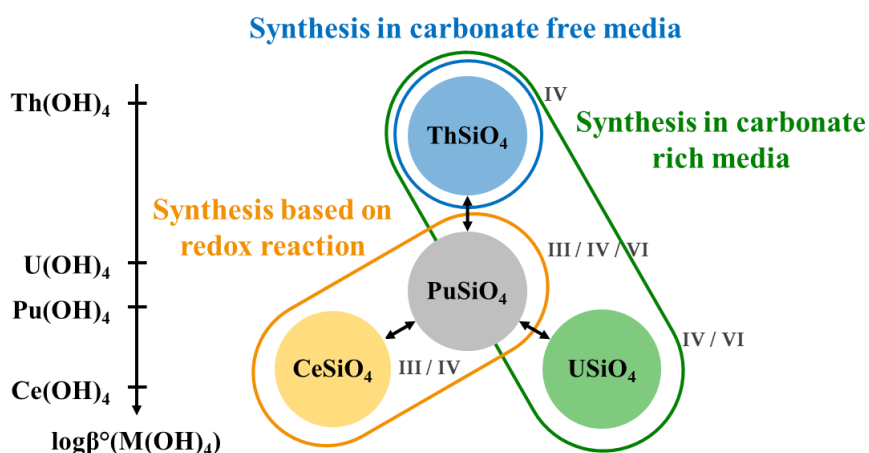 Synthesis in carbonate free media
Th(OH)₄
IV
ThSiO₄
Synthesis in carbonate
rich media
Synthesis based on
redox reaction
III / IV / VI
U(OH)₄
PuSiO₄
Pu(OH)₄
IV / VI
CeSiO₄
III / IV
USiO₄
Ce(OH)₄
logβ°(M(OH)₄)